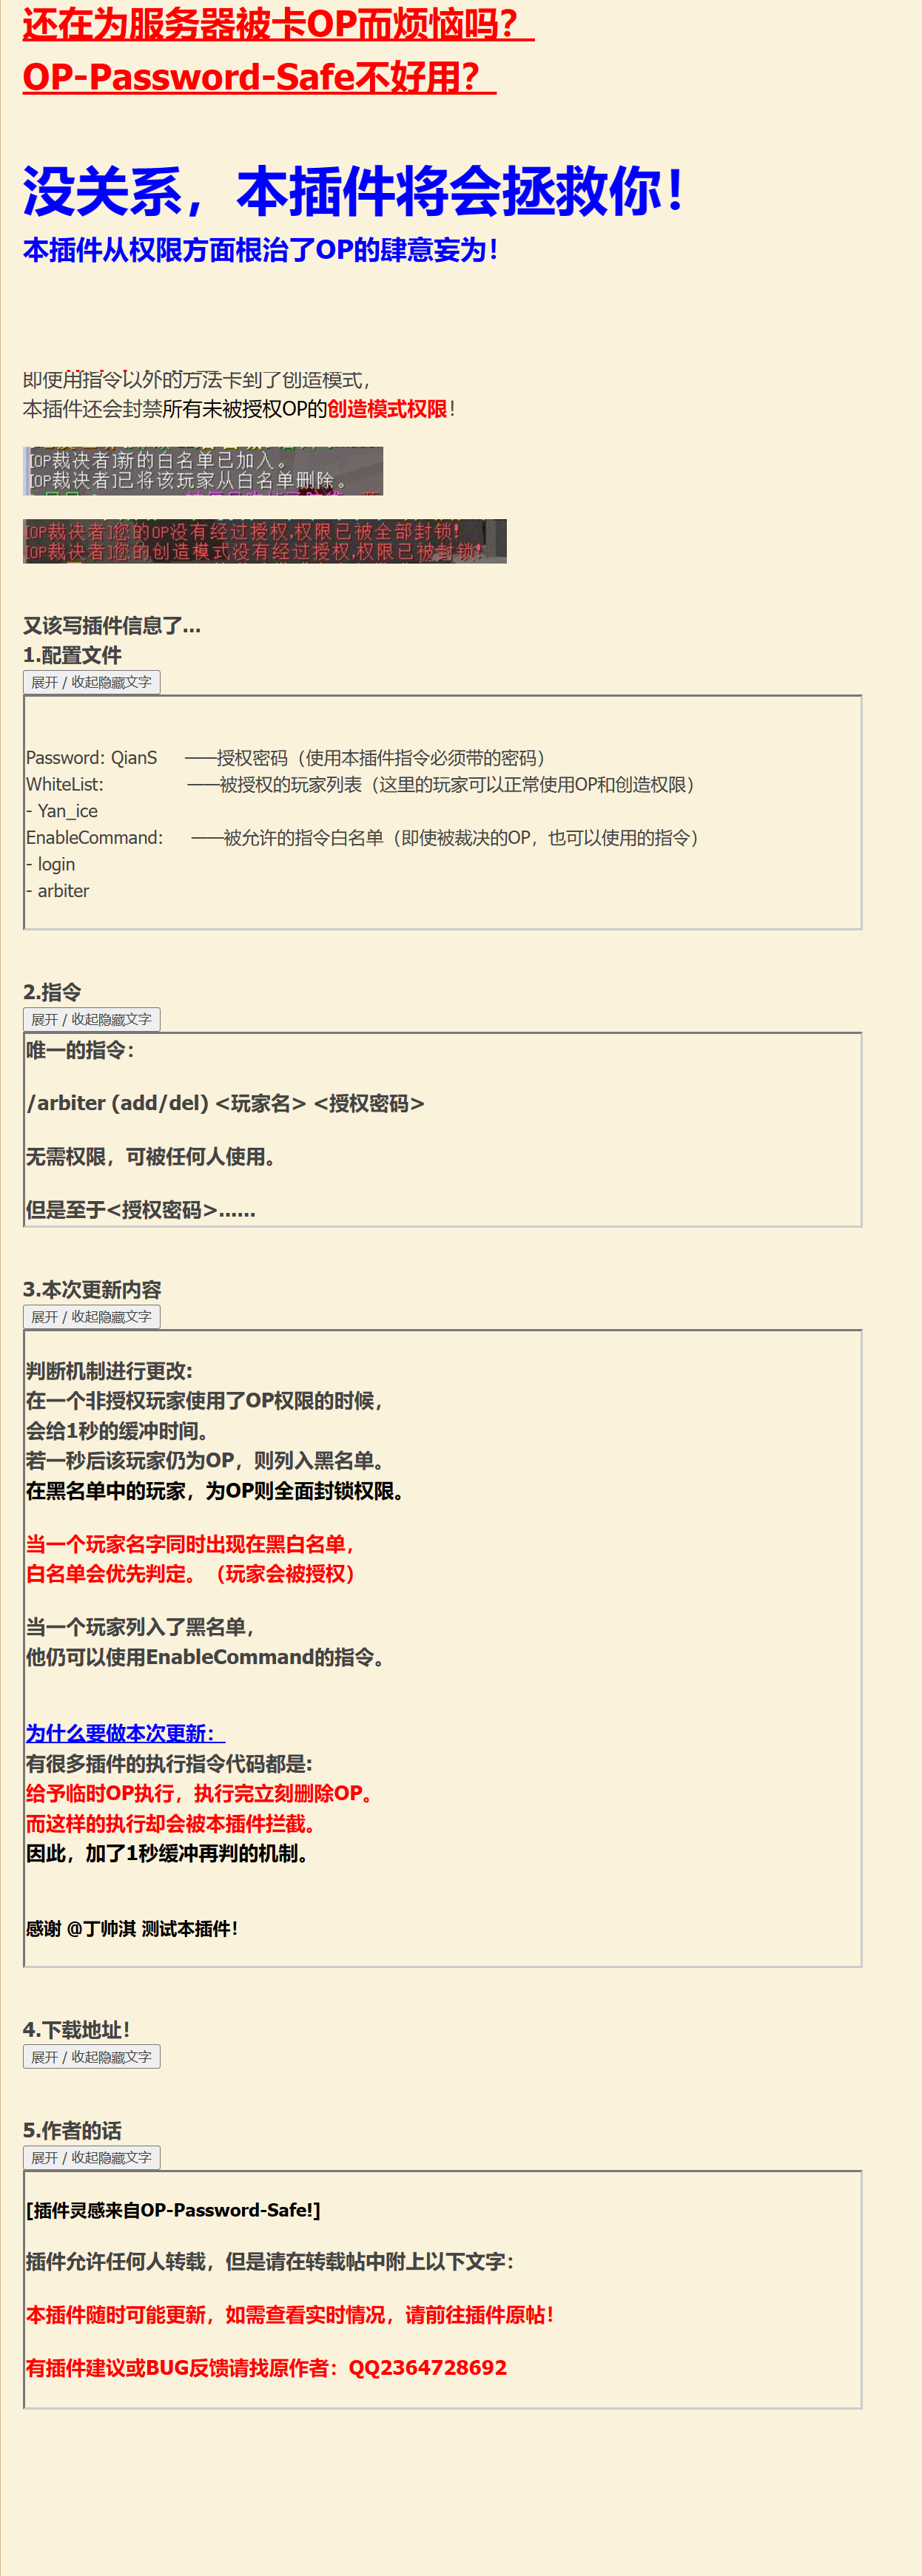 还在为服务器被卡OP而烦恼吗？
OP-Password-Safe不好用？
没关系，本插件将会拯救你！
本插件从权限方面根治了OP的肆意妄为！
即使用指令以外的方法卡到了创造模式，
本插件还会封禁所有未被授权OP的创造模式权限！
[OP裁决者]新的白名单已加入。
[OP裁决者]已将该玩家从白名单删除。
[OP裁决者]您的OP没有经过授权,权限已被全部封锁!
[OP裁决者]您的创造模式没有经过授权,权限已被封锁!
又该写插件信息了...
1.配置文件
展开 / 收起隐藏文字
Password: QianS ——授权密码（使用本插件指令必须带的密码）
WhiteList: ——被授权的玩家列表（这里的玩家可以正常使用OP和创造权限）
- Yan_ice
EnableCommand: ——被允许的指令白名单（即使被裁决的OP，也可以使用的指令）
- login
- arbiter
2.指令
展开 / 收起隐藏文字
唯一的指令：
/arbiter (add/del) <玩家名> <授权密码>
无需权限，可被任何人使用。
但是至于<授权密码>......
3.本次更新内容
展开 / 收起隐藏文字
判断机制进行更改:
在一个非授权玩家使用了OP权限的时候，
会给1秒的缓冲时间。
若一秒后该玩家仍为OP，则列入黑名单。
在黑名单中的玩家，为OP则全面封锁权限。
当一个玩家名字同时出现在黑白名单，
白名单会优先判定。（玩家会被授权）
当一个玩家列入了黑名单，
他仍可以使用EnableCommand的指令。
为什么要做本次更新：
有很多插件的执行指令代码都是:
给予临时OP执行，执行完立刻删除OP。
而这样的执行却会被本插件拦截。
因此，加了1秒缓冲再判的机制。
感谢 @丁帅淇 测试本插件！
4.下载地址！
展开 / 收起隐藏文字
5.作者的话
展开 / 收起隐藏文字
[插件灵感来自OP-Password-Safe!]
插件允许任何人转载，但是请在转载帖中附上以下文字：
本插件随时可能更新，如需查看实时情况，请前往插件原帖！
有插件建议或BUG反馈请找原作者：QQ2364728692